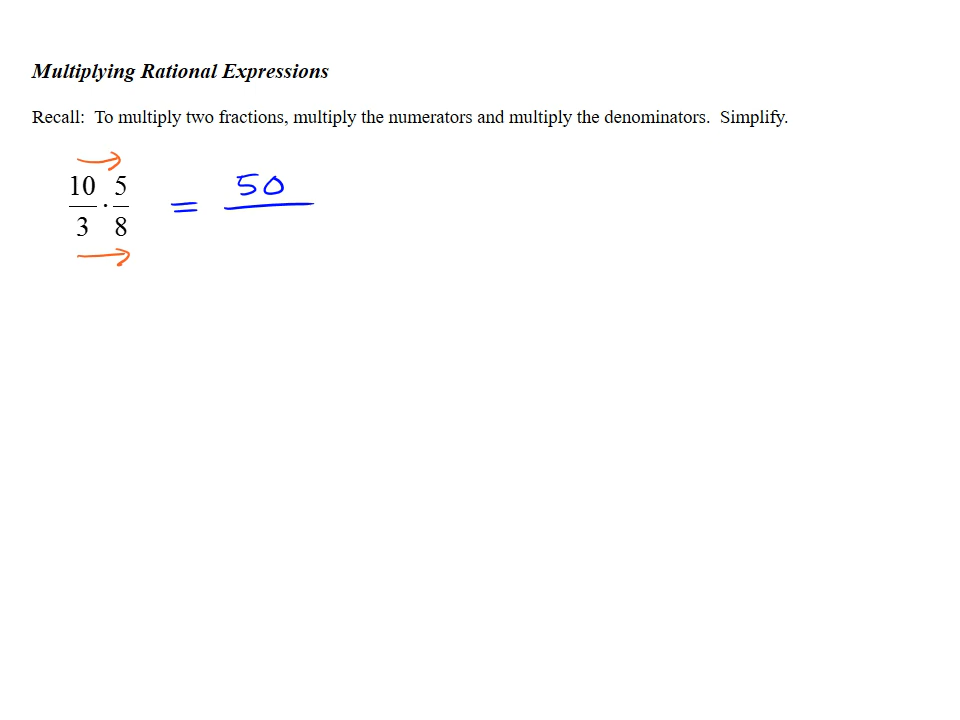 Multiplying Rational Expressions
Recall: To multiply two fractions, multiply the numerators and multiply the denominators. Simplify.
10/3 · 5/8 = 50/